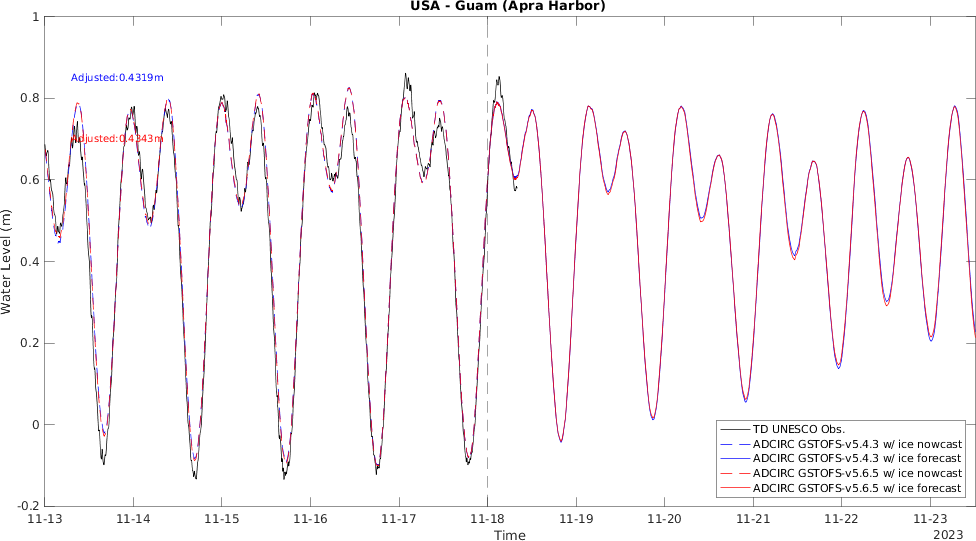 USA - Guam (Apra Harbor)
Water Level (m)
1
0.8
0.6
0.4
0.2
0
-0.2
Adjusted:0.4319m
Adjusted:0.4343m
TD UNESCO Obs.
ADCIRC GSTOFS-v5.4.3 w/ ice nowcast
ADCIRC GSTOFS-v5.4.3 w/ ice forecast
ADCIRC GSTOFS-v5.6.5 w/ ice nowcast
ADCIRC GSTOFS-v5.6.5 w/ ice forecast
11-13 11-14 11-15 11-16 11-17 11-18 11-19 11-20 11-21 11-22 11-23
Time
2023